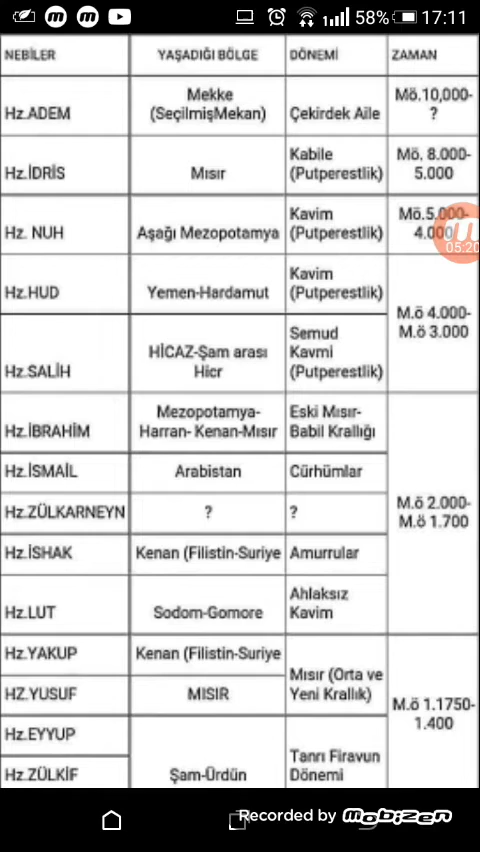 58% 17:11
NEBİLER YAŞADIĞI BÖLGE DÖNEMİ ZAMAN
Hz.ADEM Mekke (SeçilmişMekan) Çekirdek Aile Mö.10,000-?
Hz.İDRİS Mısır Kabile (Putperestlik) Mö. 8.000-5.000
Hz. NUH Aşağı Mezopotamya Kavim (Putperestlik) Mö.5.000-4.000
05:20
Hz.HUD Yemen-Hardamut Kavim (Putperestlik)
M.ö 4.000-M.ö 3.000
Hz.SALİH HİCAZ-Şam arası Hicr Semud Kavmi (Putperestlik)
Hz.İBRAHİM Mezopotamya-Harran- Kenan-Mısır Eski Mısır-Babil Krallığı
Hz.İSMAİL Arabistan Cürhümlar
Hz.ZÜLKARNEYN ? ?
M.ö 2.000-M.ö 1.700
Hz.İSHAK Kenan (Filistin-Suriye Amurrular
Hz.LUT Sodom-Gomore Ahlaksız Kavim
Hz.YAKUP Kenan (Filistin-Suriye
HZ.YUSUF MISIR Mısır (Orta ve Yeni Krallık)
M.ö 1.1750-1.400
Hz.EYYUP
Hz.ZÜLKİF Şam-Ürdün Tanrı Firavun Dönemi
Recorded by MOBIZEN